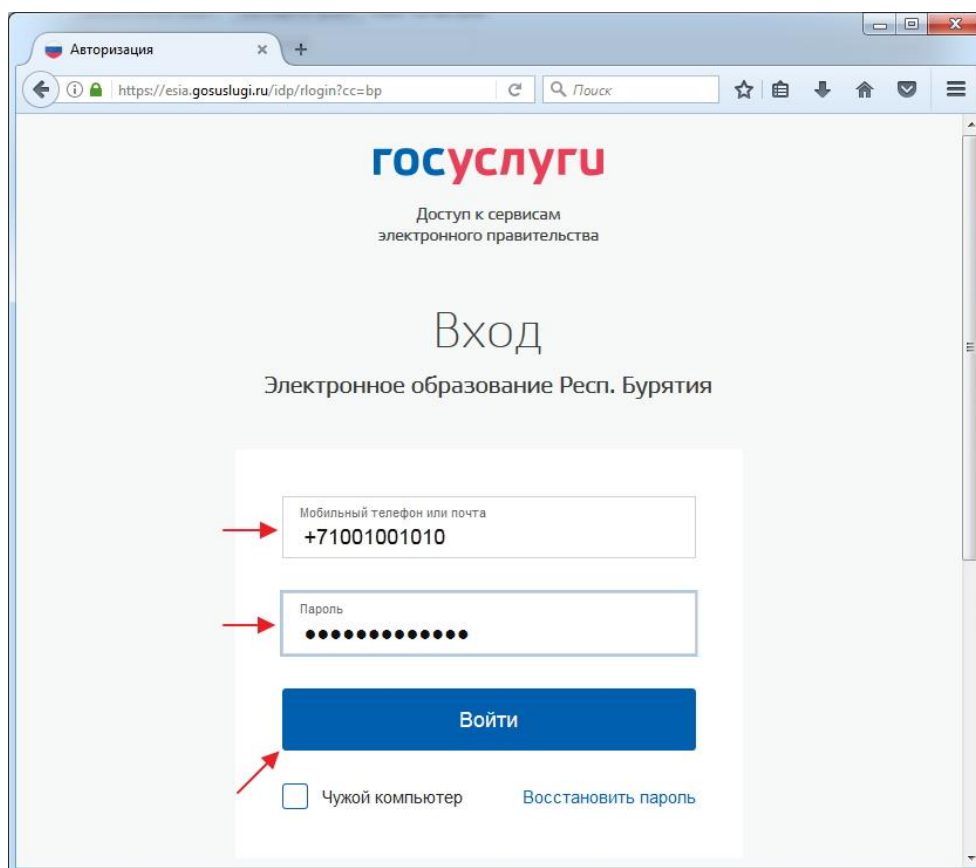 Авторизация
https://esia.gosuslugi.ru/idp/rlogin?cc=bp
Поиск
госуслуги
Доступ к сервисам
электронного правительства
Вход
Электронное образование Респ. Бурятия
Мобильный телефон или почта
+71001001010
Пароль
•••••••••••••
Войти
Чужой компьютер
Восстановить пароль